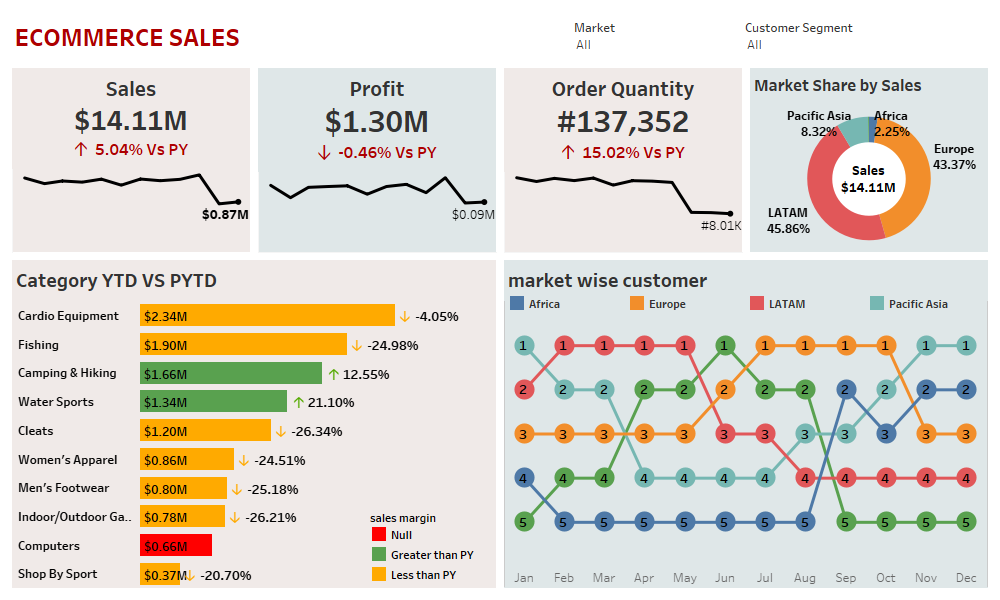 ECOMMERCE SALES
Market
All
Customer Segment
All
Sales
$14.11M
↑ 5.04% Vs PY
$0.87M
Profit
$1.30M
↓ -0.46% Vs PY
$0.09M
Order Quantity
#137,352
↑ 15.02% Vs PY
#8.01K
Market Share by Sales
Pacific Asia
8.32%
Africa
2.25%
Europe
43.37%
Sales
$14.11M
LATAM
45.86%
Category YTD VS PYTD
Cardio Equipment $2.34M ↓ -4.05%
Fishing $1.90M ↓ -24.98%
Camping & Hiking $1.66M ↑ 12.55%
Water Sports $1.34M ↑ 21.10%
Cleats $1.20M ↓ -26.34%
Women's Apparel $0.86M ↓ -24.51%
Men's Footwear $0.80M ↓ -25.18%
Indoor/Outdoor Ga.. $0.78M ↓ -26.21%
Computers $0.66M
Shop By Sport $0.37M ↓ -20.70%
sales margin
Null
Greater than PY
Less than PY
market wise customer
Africa Europe LATAM Pacific Asia
1 1 1 1 1 1 1 1 1 1 1 1
2 2 2 2 2 2 2 2 2 2 2 2
3 3 3 3 3 3 3 3 3 3 3 3
4 4 4 4 4 4 4 4 4 4 4 4
5 5 5 5 5 5 5 5 5 5 5 5
Jan Feb Mar Apr May Jun Jul Aug Sep Oct Nov Dec